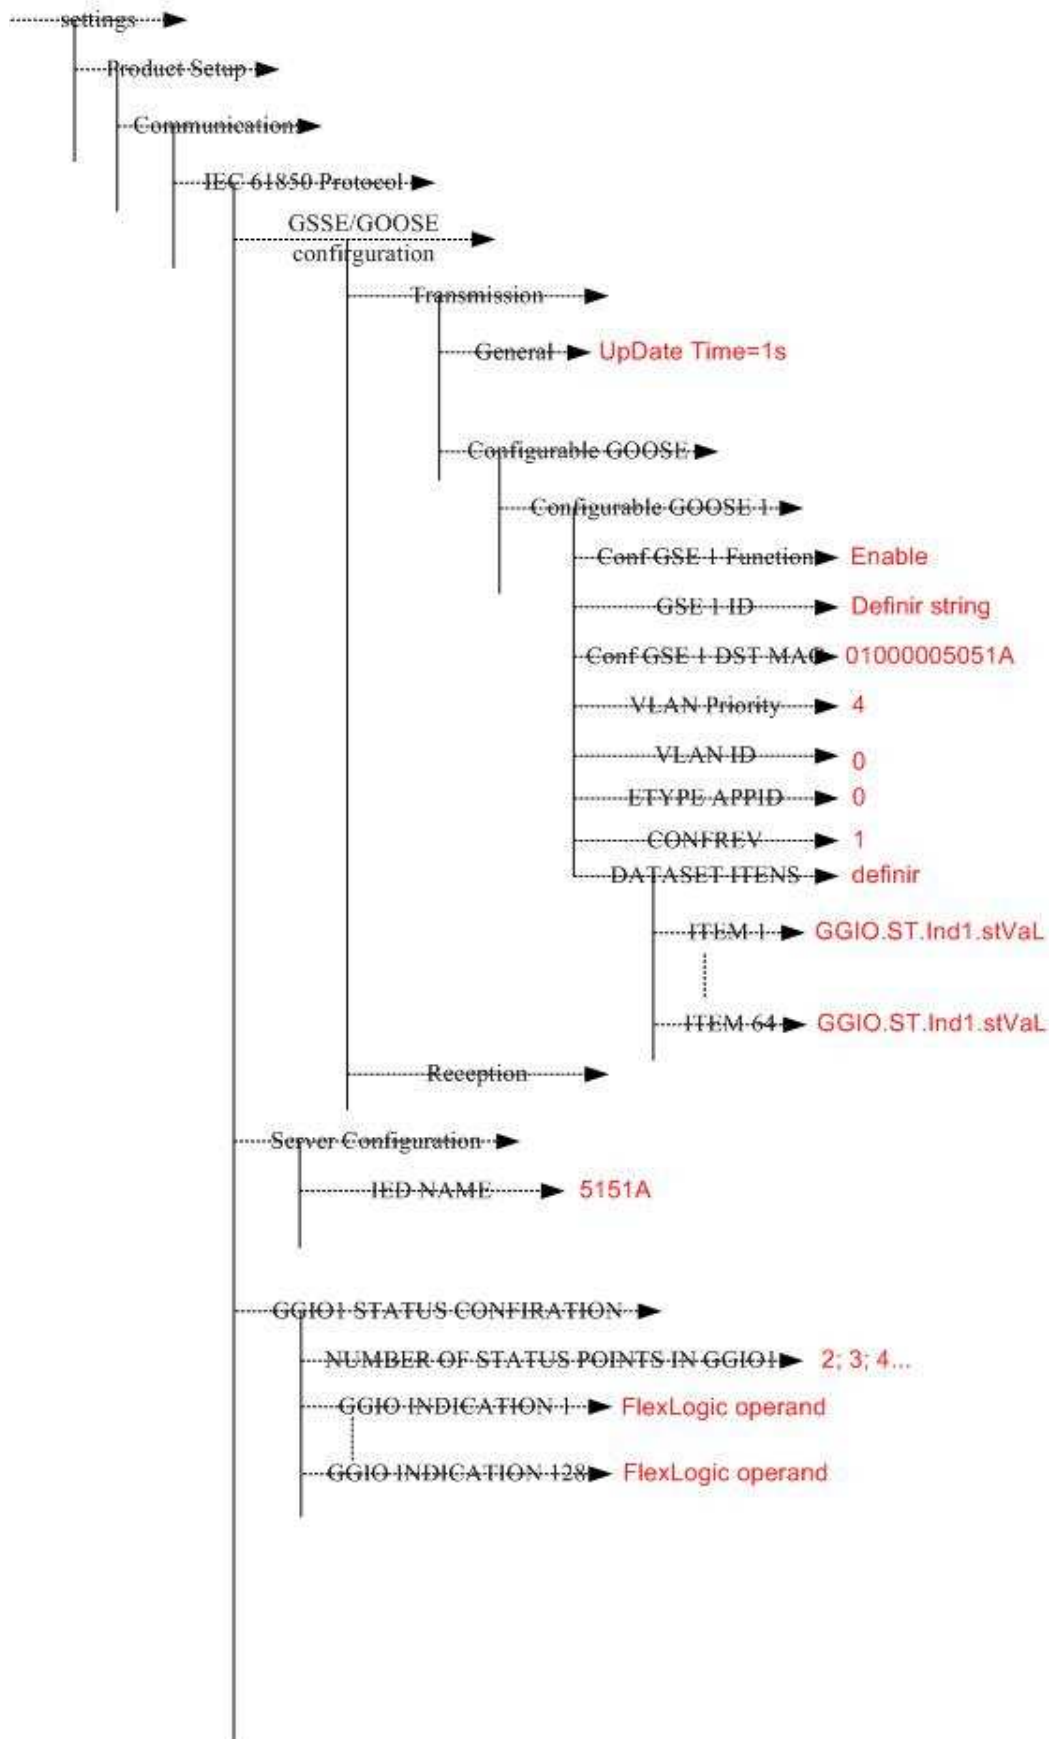 settings
Product Setup
Communications
IEC 61850 Protocol
GSSE/GOOSE
confirguration
Transmission
General UpDate Time=1s
Configurable GOOSE
Configurable GOOSE 1
Conf GSE 1 Function Enable
GSE 1 ID Definir string
Conf GSE 1 DST MAC 01000005051A
VLAN Priority 4
VLAN ID 0
ETYPE APPID 0
CONFREV 1
DATASET ITENS definir
ITEM 1 GGIO.ST.Ind1.stVaL
ITEM 64 GGIO.ST.Ind1.stVaL
Reception
Server Configuration
IED NAME 5151A
GGIO1 STATUS CONFIRATION
NUMBER OF STATUS POINTS IN GGIO1 2; 3; 4...
GGIO INDICATION 1 FlexLogic operand
GGIO INDICATION 128 FlexLogic operand